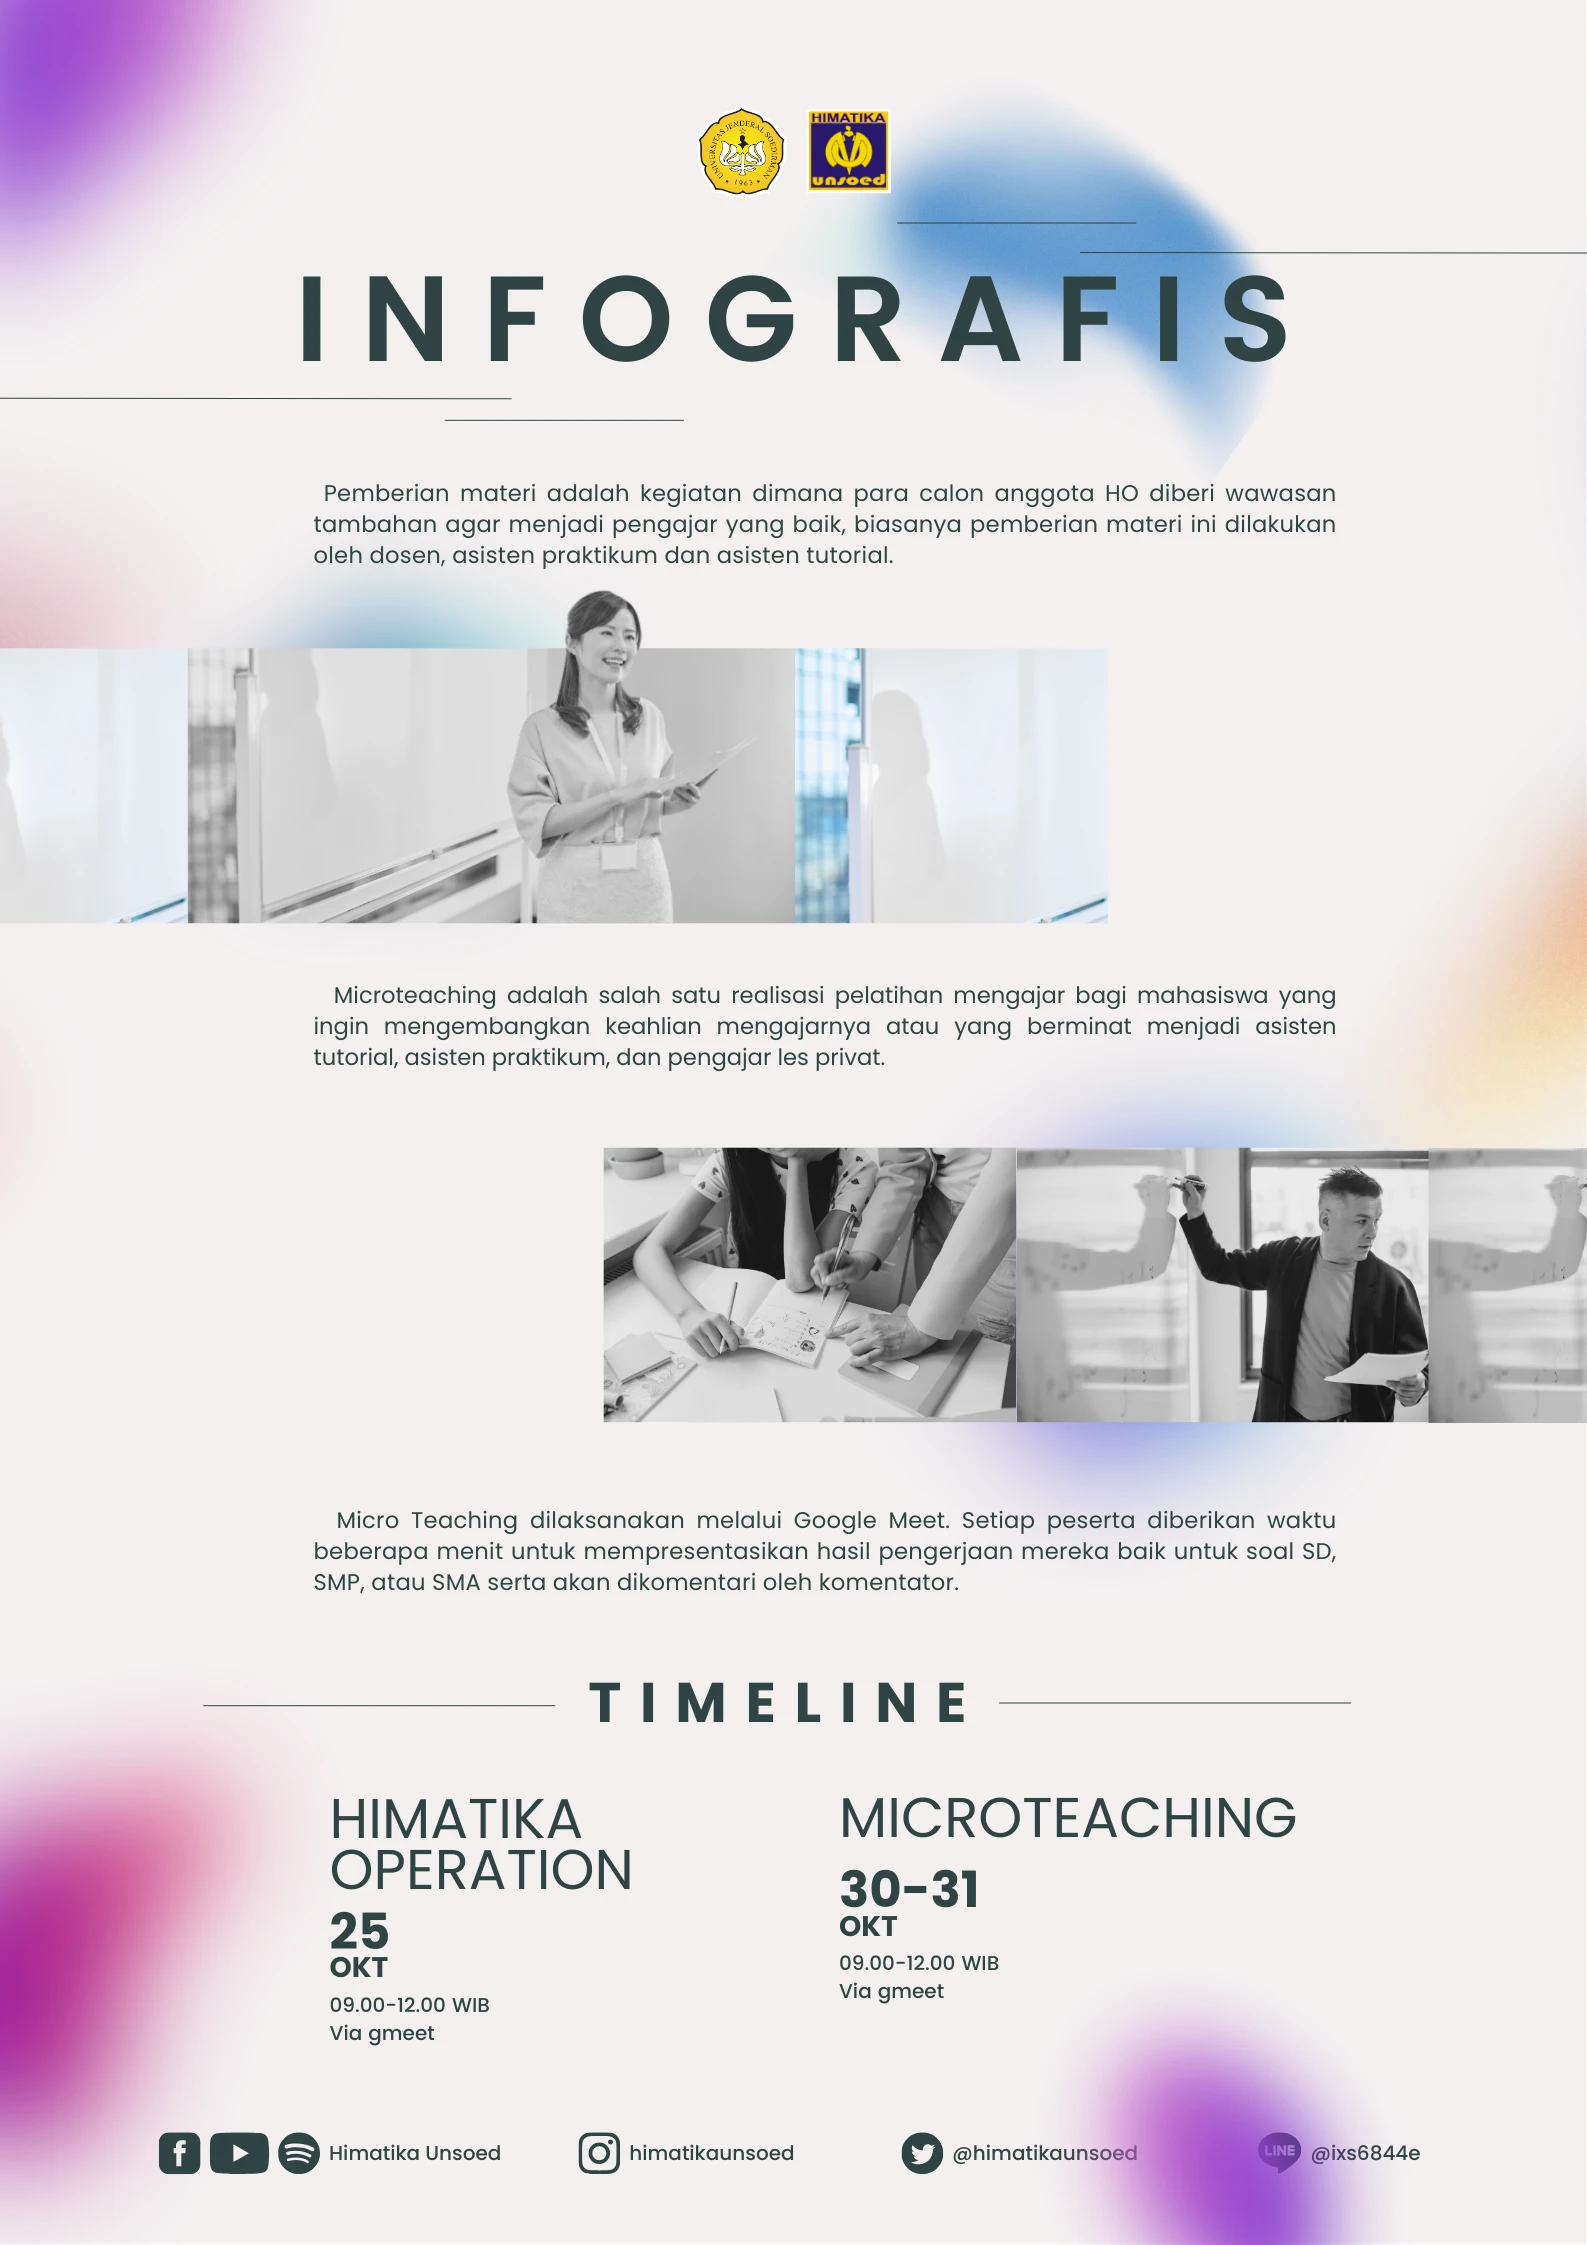 UNIVERSITAS JENDERAL SOEDIRMAN
1963
HIMATIKA
unsoed
INFOGRAFIS
Pemberian materi adalah kegiatan dimana para calon anggota HO diberi wawasan
tambahan agar menjadi pengajar yang baik, biasanya pemberian materi ini dilakukan
oleh dosen, asisten praktikum dan asisten tutorial.
Microteaching adalah salah satu realisasi pelatihan mengajar bagi mahasiswa yang
ingin mengembangkan keahlian mengajarnya atau yang berminat menjadi asisten
tutorial, asisten praktikum, dan pengajar les privat.
Micro Teaching dilaksanakan melalui Google Meet. Setiap peserta diberikan waktu
beberapa menit untuk mempresentasikan hasil pengerjaan mereka baik untuk soal SD,
SMP, atau SMA serta akan dikomentari oleh komentator.
TIMELINE
HIMATIKA
OPERATION
25
OKT
09.00-12.00 WIB
Via gmeet
MICROTEACHING
30-31
OKT
09.00-12.00 WIB
Via gmeet
Himatika Unsoed
himatikaunsoed
@himatikaunsoed
LINE
@ixs6844e